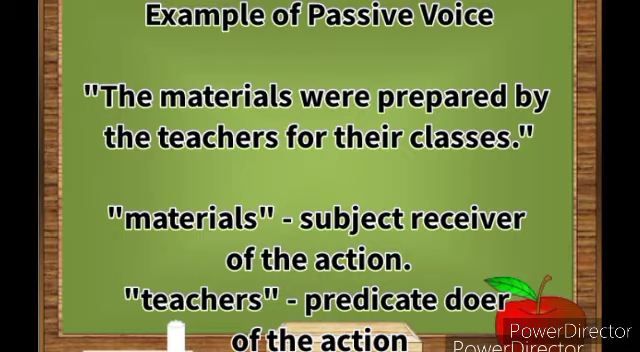 Example of Passive Voice
"The materials were prepared by
the teachers for their classes."
"materials" - subject receiver
of the action.
"teachers" - predicate doer
of the action
PowerDirector
PowerDirector